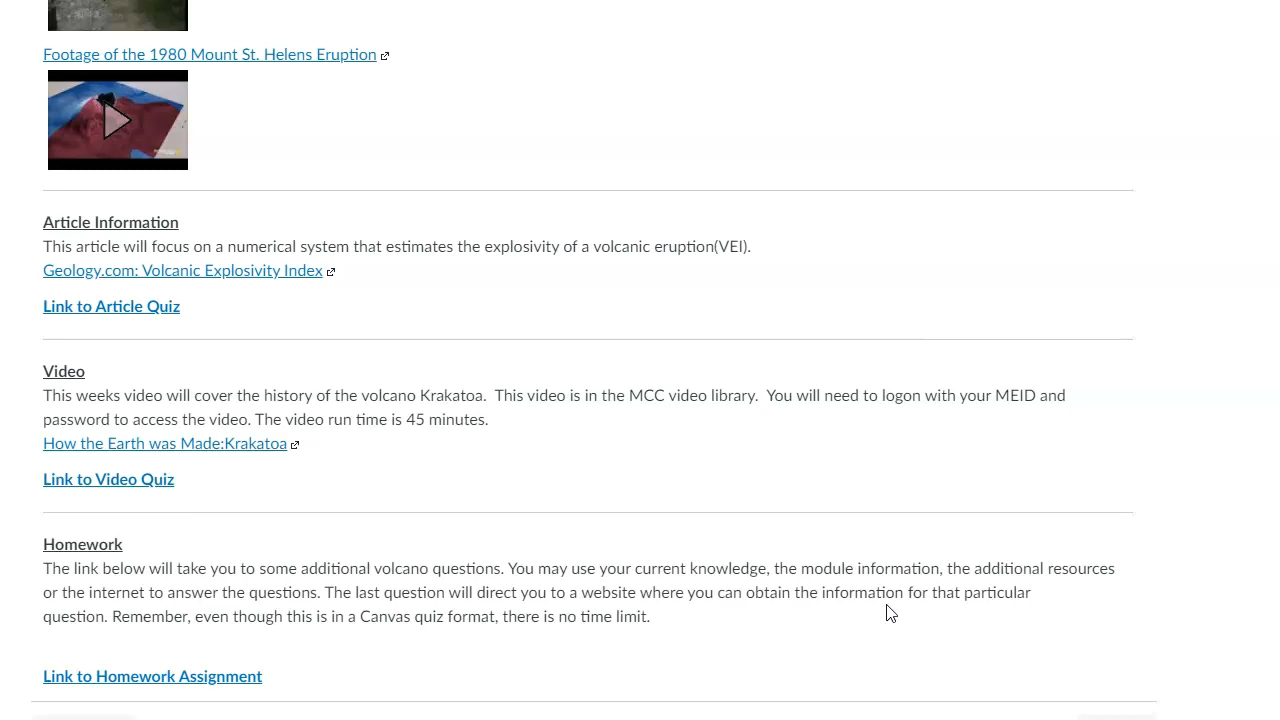 Footage of the 1980 Mount St. Helens Eruption
Article Information
This article will focus on a numerical system that estimates the explosivity of a volcanic eruption(VEI).
Geology.com: Volcanic Explosivity Index
Link to Article Quiz
Video
This weeks video will cover the history of the volcano Krakatoa.  This video is in the MCC video library.  You will need to logon with your MEID and
password to access the video. The video run time is 45 minutes.
How the Earth was Made:Krakatoa
Link to Video Quiz
Homework
The link below will take you to some additional volcano questions. You may use your current knowledge, the module information, the additional resources
or the internet to answer the questions. The last question will direct you to a website where you can obtain the information for that particular
question. Remember, even though this is in a Canvas quiz format, there is no time limit.
Link to Homework Assignment